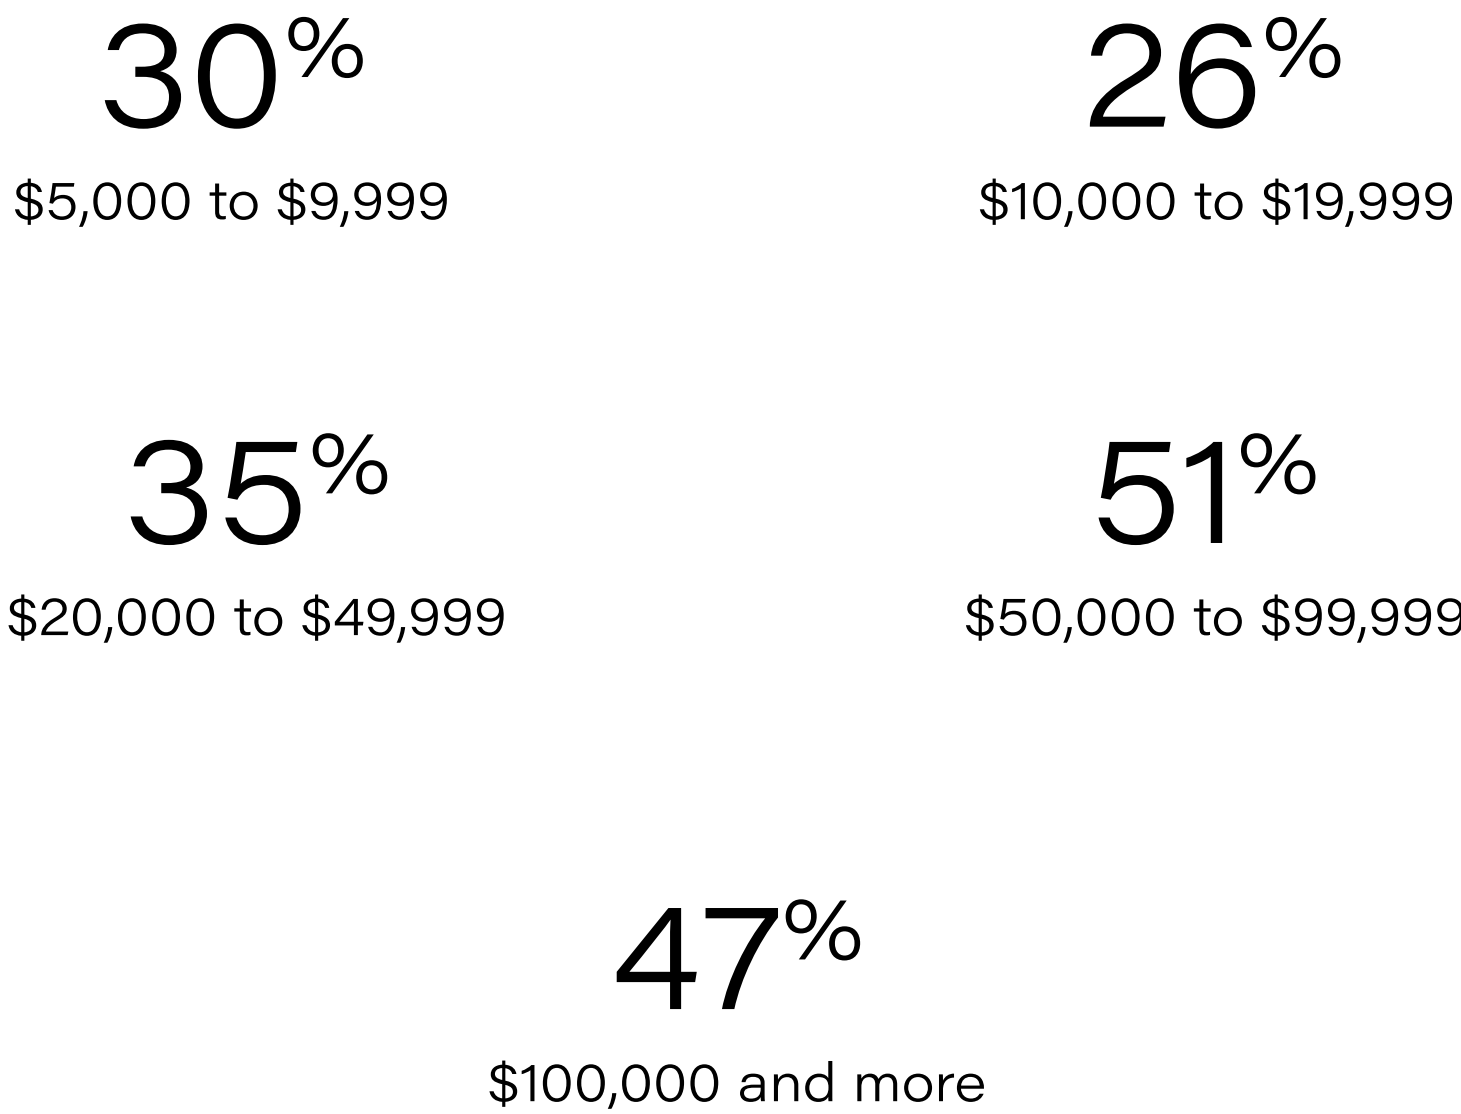 30%
26%
$5,000 to $9,999
$10,000 to $19,999
35%
51%
$20,000 to $49,999
$50,000 to $99,999
47%
$100,000 and more